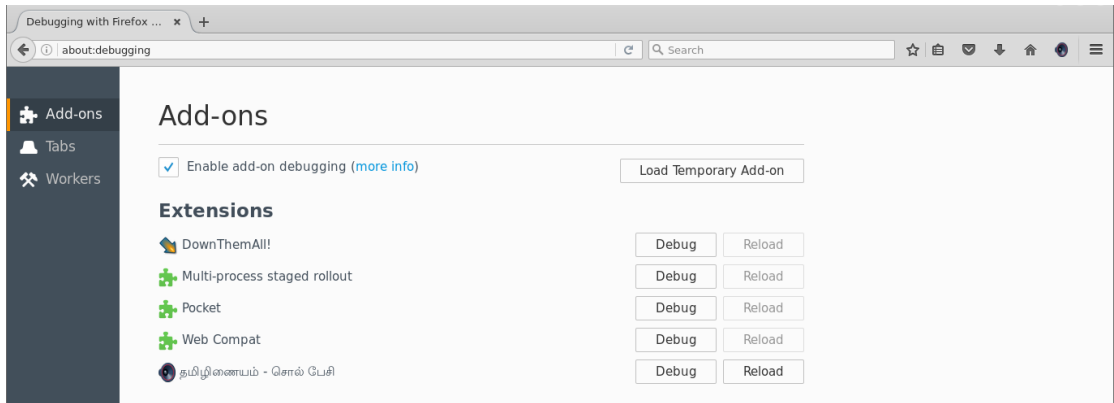 Debugging with Firefox ...
about:debugging
Search
Add-ons
Tabs
Workers
Add-ons
Enable add-on debugging (more info)
Load Temporary Add-on
Extensions
DownThemAll! Debug Reload
Multi-process staged rollout Debug Reload
Pocket Debug Reload
Web Compat Debug Reload
தமிழிணையம் - சொல் பேசி Debug Reload